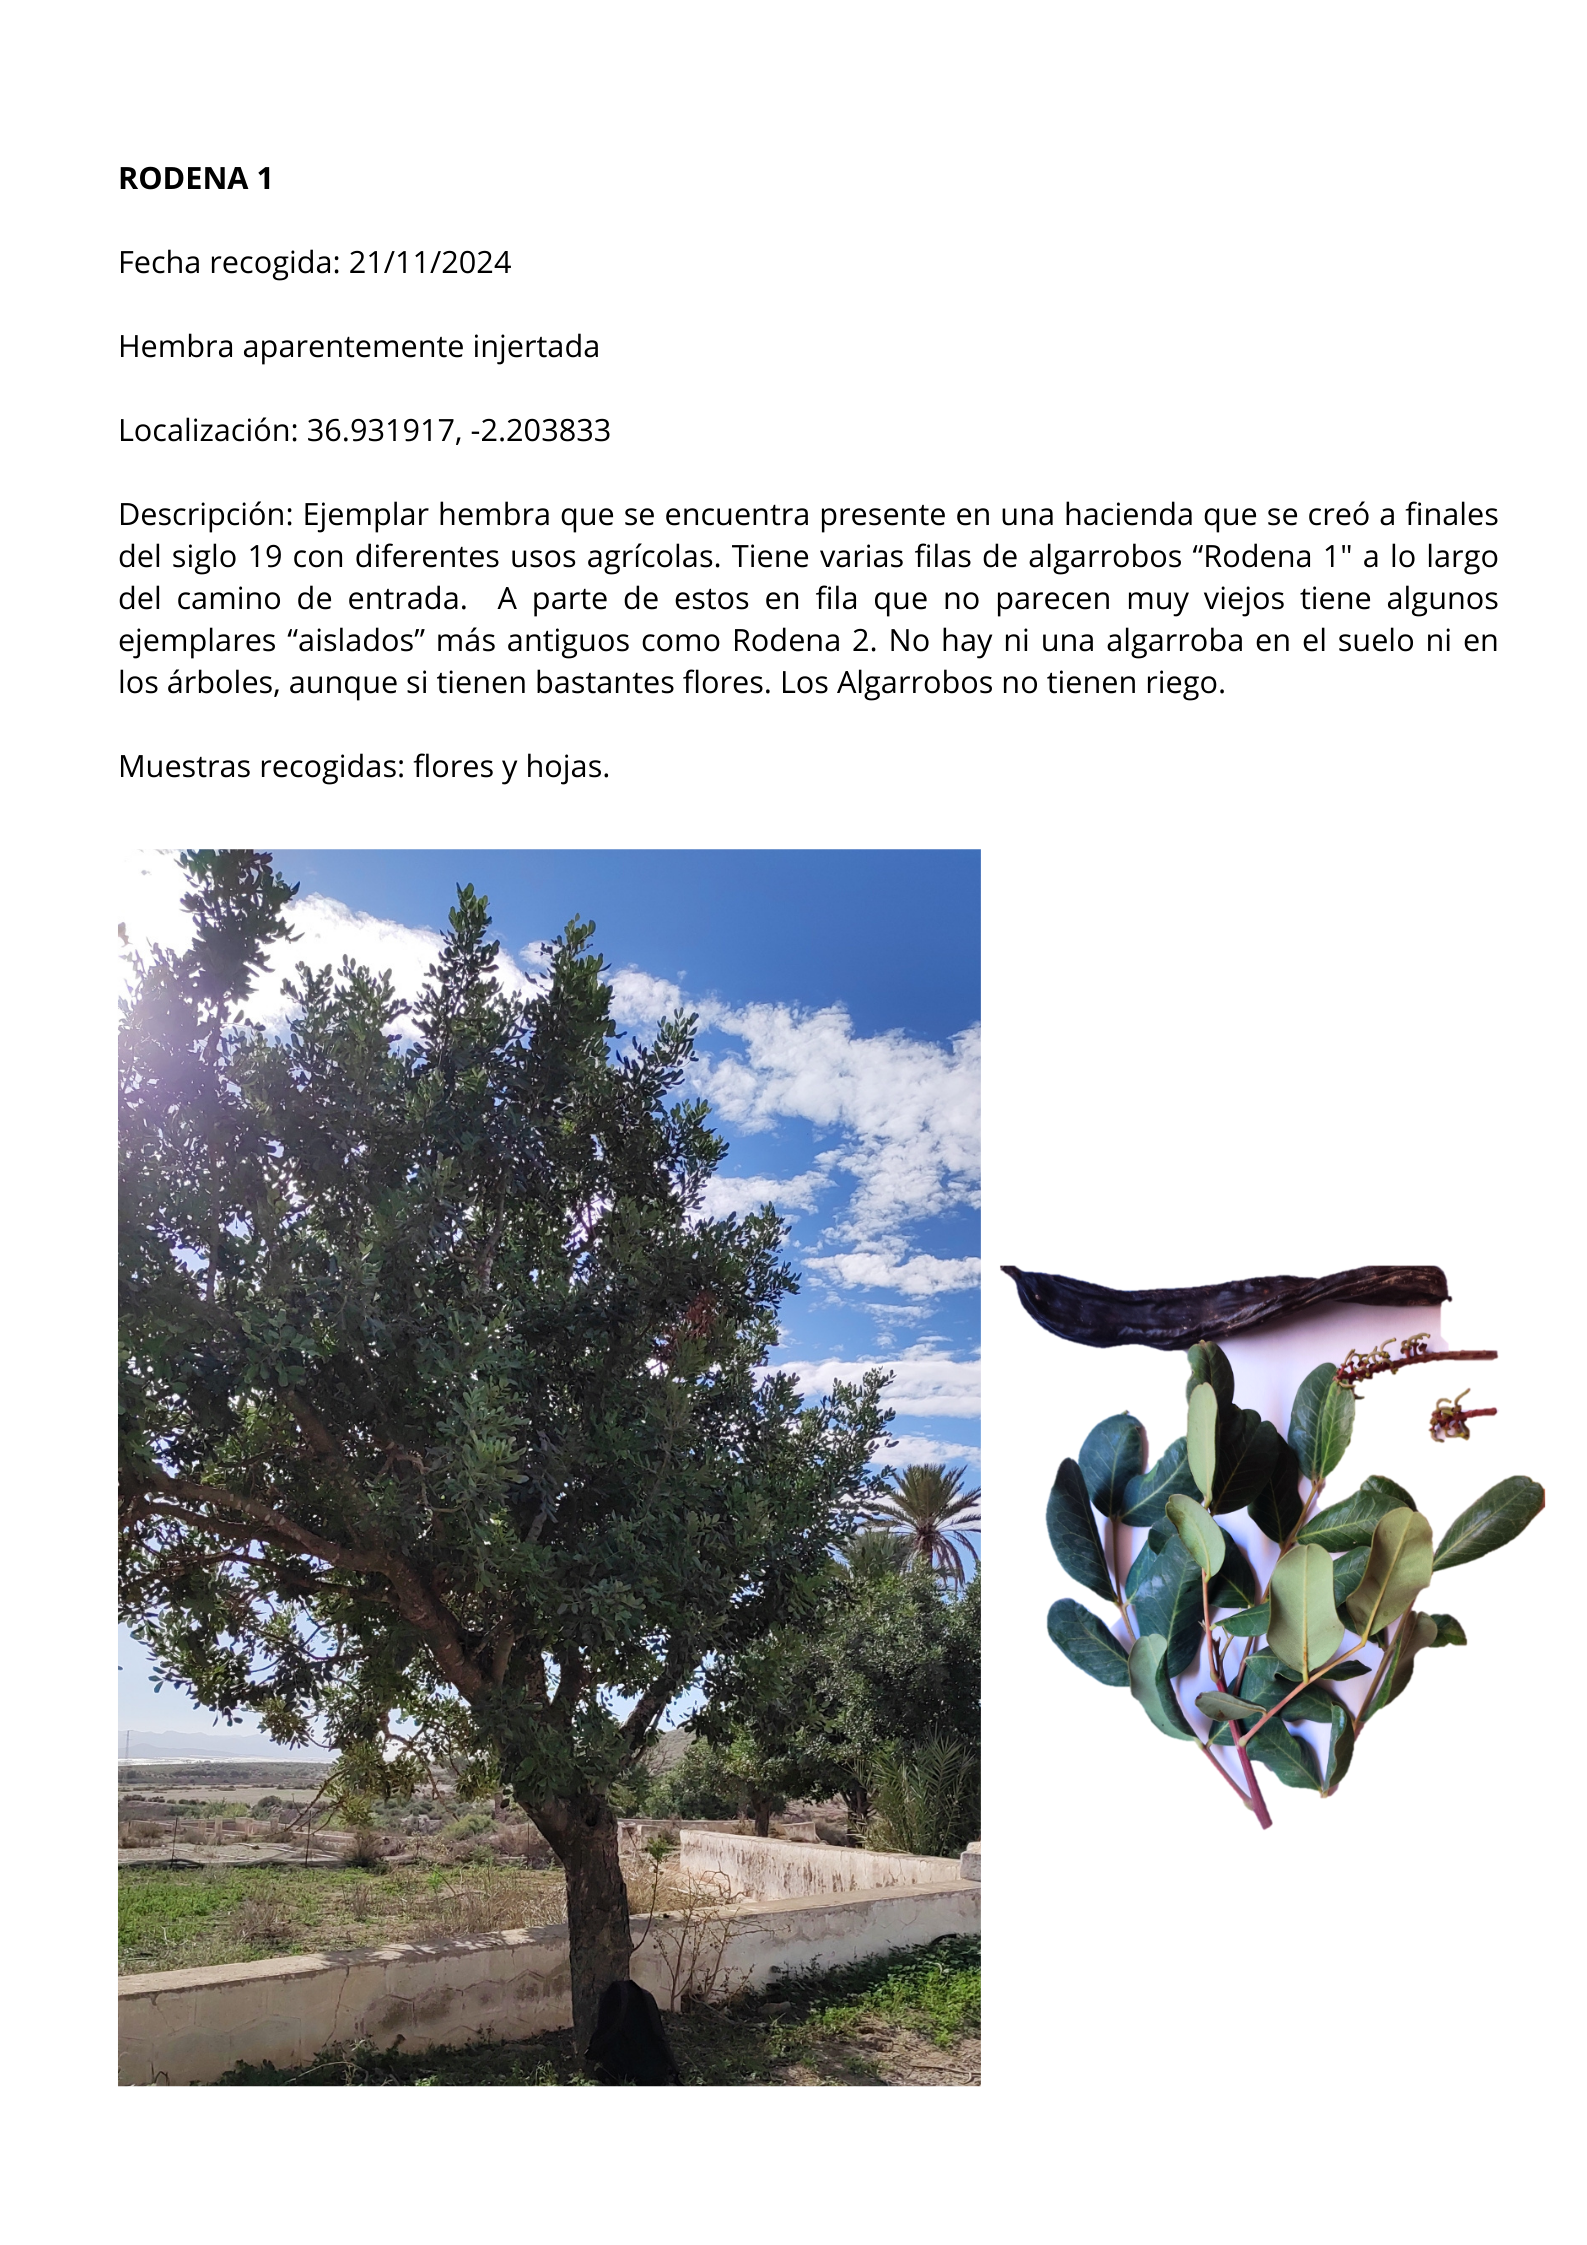 RODENA 1
Fecha recogida: 21/11/2024
Hembra aparentemente injertada
Localización: 36.931917, -2.203833
Descripción: Ejemplar hembra que se encuentra presente en una hacienda que se creó a finales
del siglo 19 con diferentes usos agrícolas. Tiene varias filas de algarrobos “Rodena 1" a lo largo
del camino de entrada.  A parte de estos en fila que no parecen muy viejos tiene algunos
ejemplares “aislados” más antiguos como Rodena 2. No hay ni una algarroba en el suelo ni en
los árboles, aunque si tienen bastantes flores. Los Algarrobos no tienen riego.
Muestras recogidas: flores y hojas.